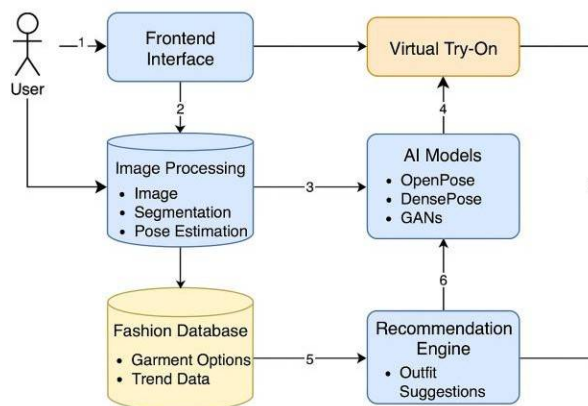 1
User
Frontend
Interface
Virtual Try-On
2
4
Image Processing
• Image
• Segmentation
• Pose Estimation
3
AI Models
• OpenPose
• DensePose
• GANs
6
Fashion Database
• Garment Options
• Trend Data
5
Recommendation
Engine
• Outfit
Suggestions